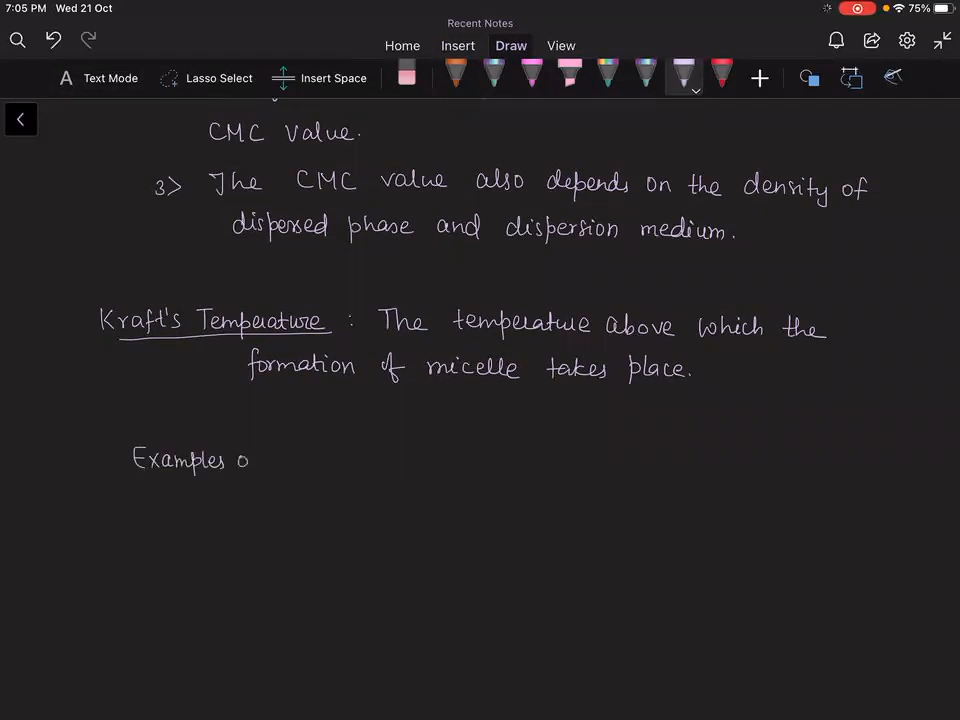 7:05 PM Wed 21 Oct
75%
Recent Notes
Home Insert Draw View
Text Mode Lasso Select Insert Space
CMC value.
3> The CMC value also depends on the density of
dispersed phase and dispersion medium.
Kraft's Temperature : The temperature above which the
formation of micelle takes place.
Examples o